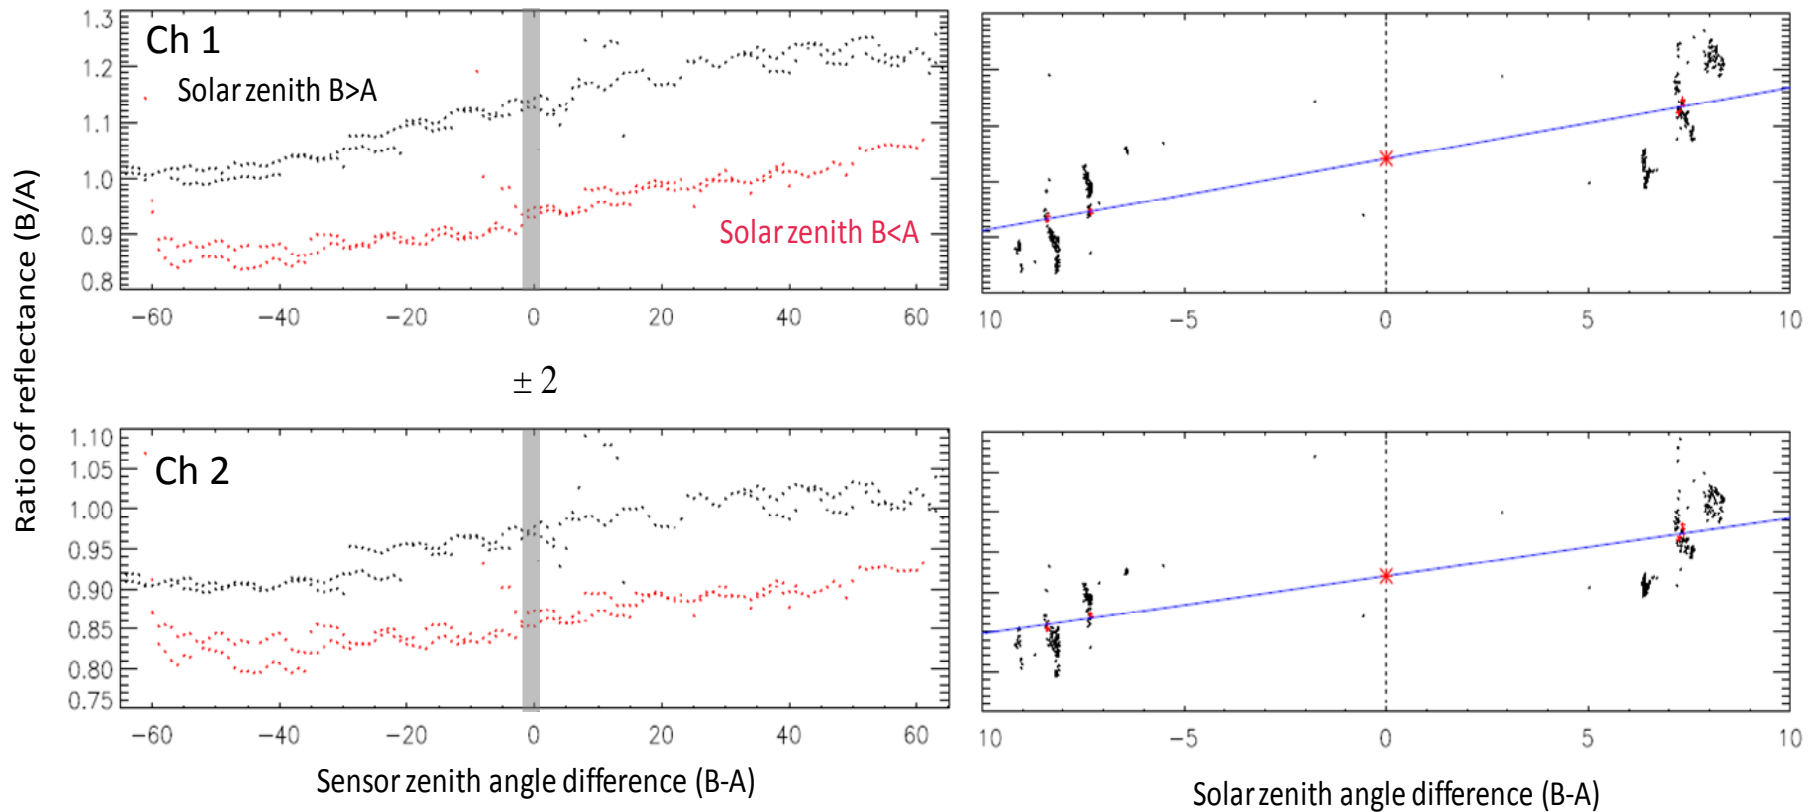 Ratio of reflectance (B/A)
Ch 1
Solar zenith B>A
Solar zenith B<A
1.3
1.2
1.1
1.0
0.9
0.8
−60 −40 −20 0 20 40 60
10 −5 0 5 10
± 2
Ch 2
1.10
1.05
1.00
0.95
0.90
0.85
0.80
0.75
−60 −40 −20 0 20 40 60
10 −5 0 5 10
Sensor zenith angle difference (B-A)
Solar zenith angle difference (B-A)